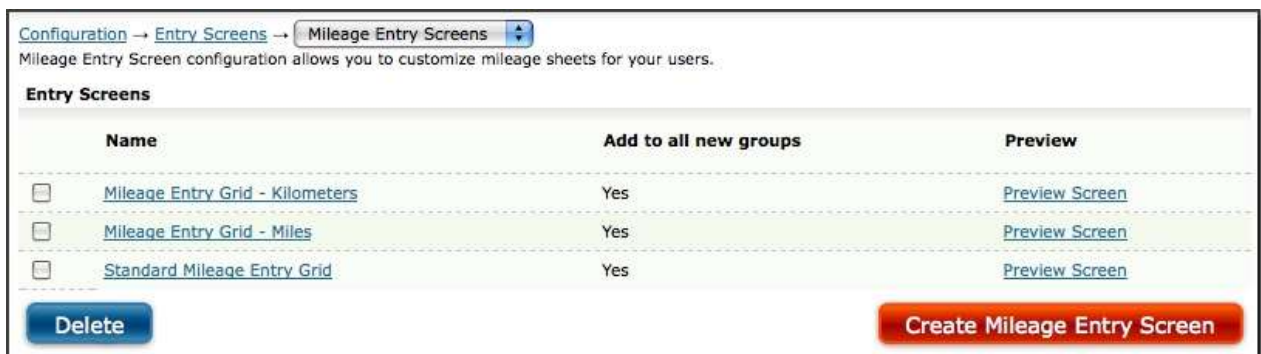 Configuration → Entry Screens → Mileage Entry Screens
Mileage Entry Screen configuration allows you to customize mileage sheets for your users.
Entry Screens
Name Add to all new groups Preview
Mileage Entry Grid - Kilometers Yes Preview Screen
Mileage Entry Grid - Miles Yes Preview Screen
Standard Mileage Entry Grid Yes Preview Screen
Delete Create Mileage Entry Screen